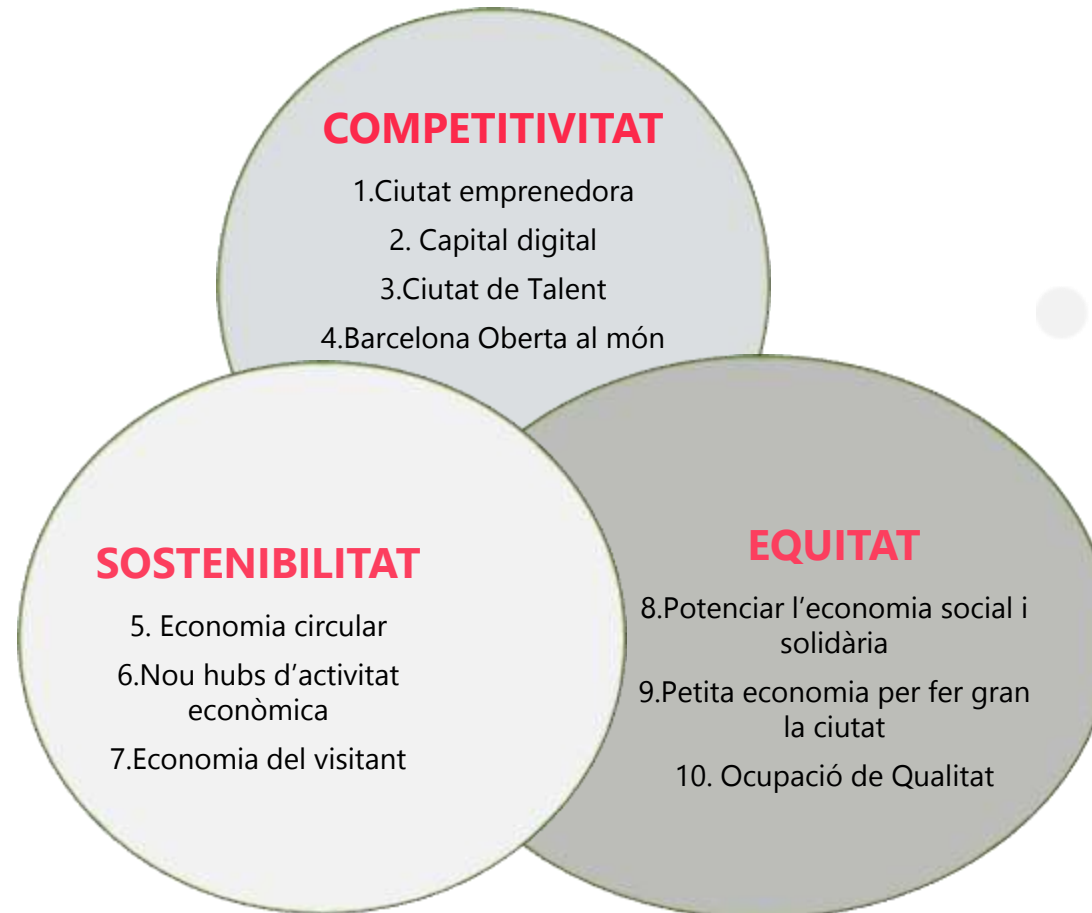 COMPETITIVITAT
1.Ciutat emprenedora
2. Capital digital
3.Ciutat de Talent
4.Barcelona Oberta al món
SOSTENIBILITAT
5. Economia circular
6.Nou hubs d’activitat
econòmica
7.Economia del visitant
EQUITAT
8.Potenciar l’economia social i
solidària
9.Petita economia per fer gran
la ciutat
10. Ocupació de Qualitat